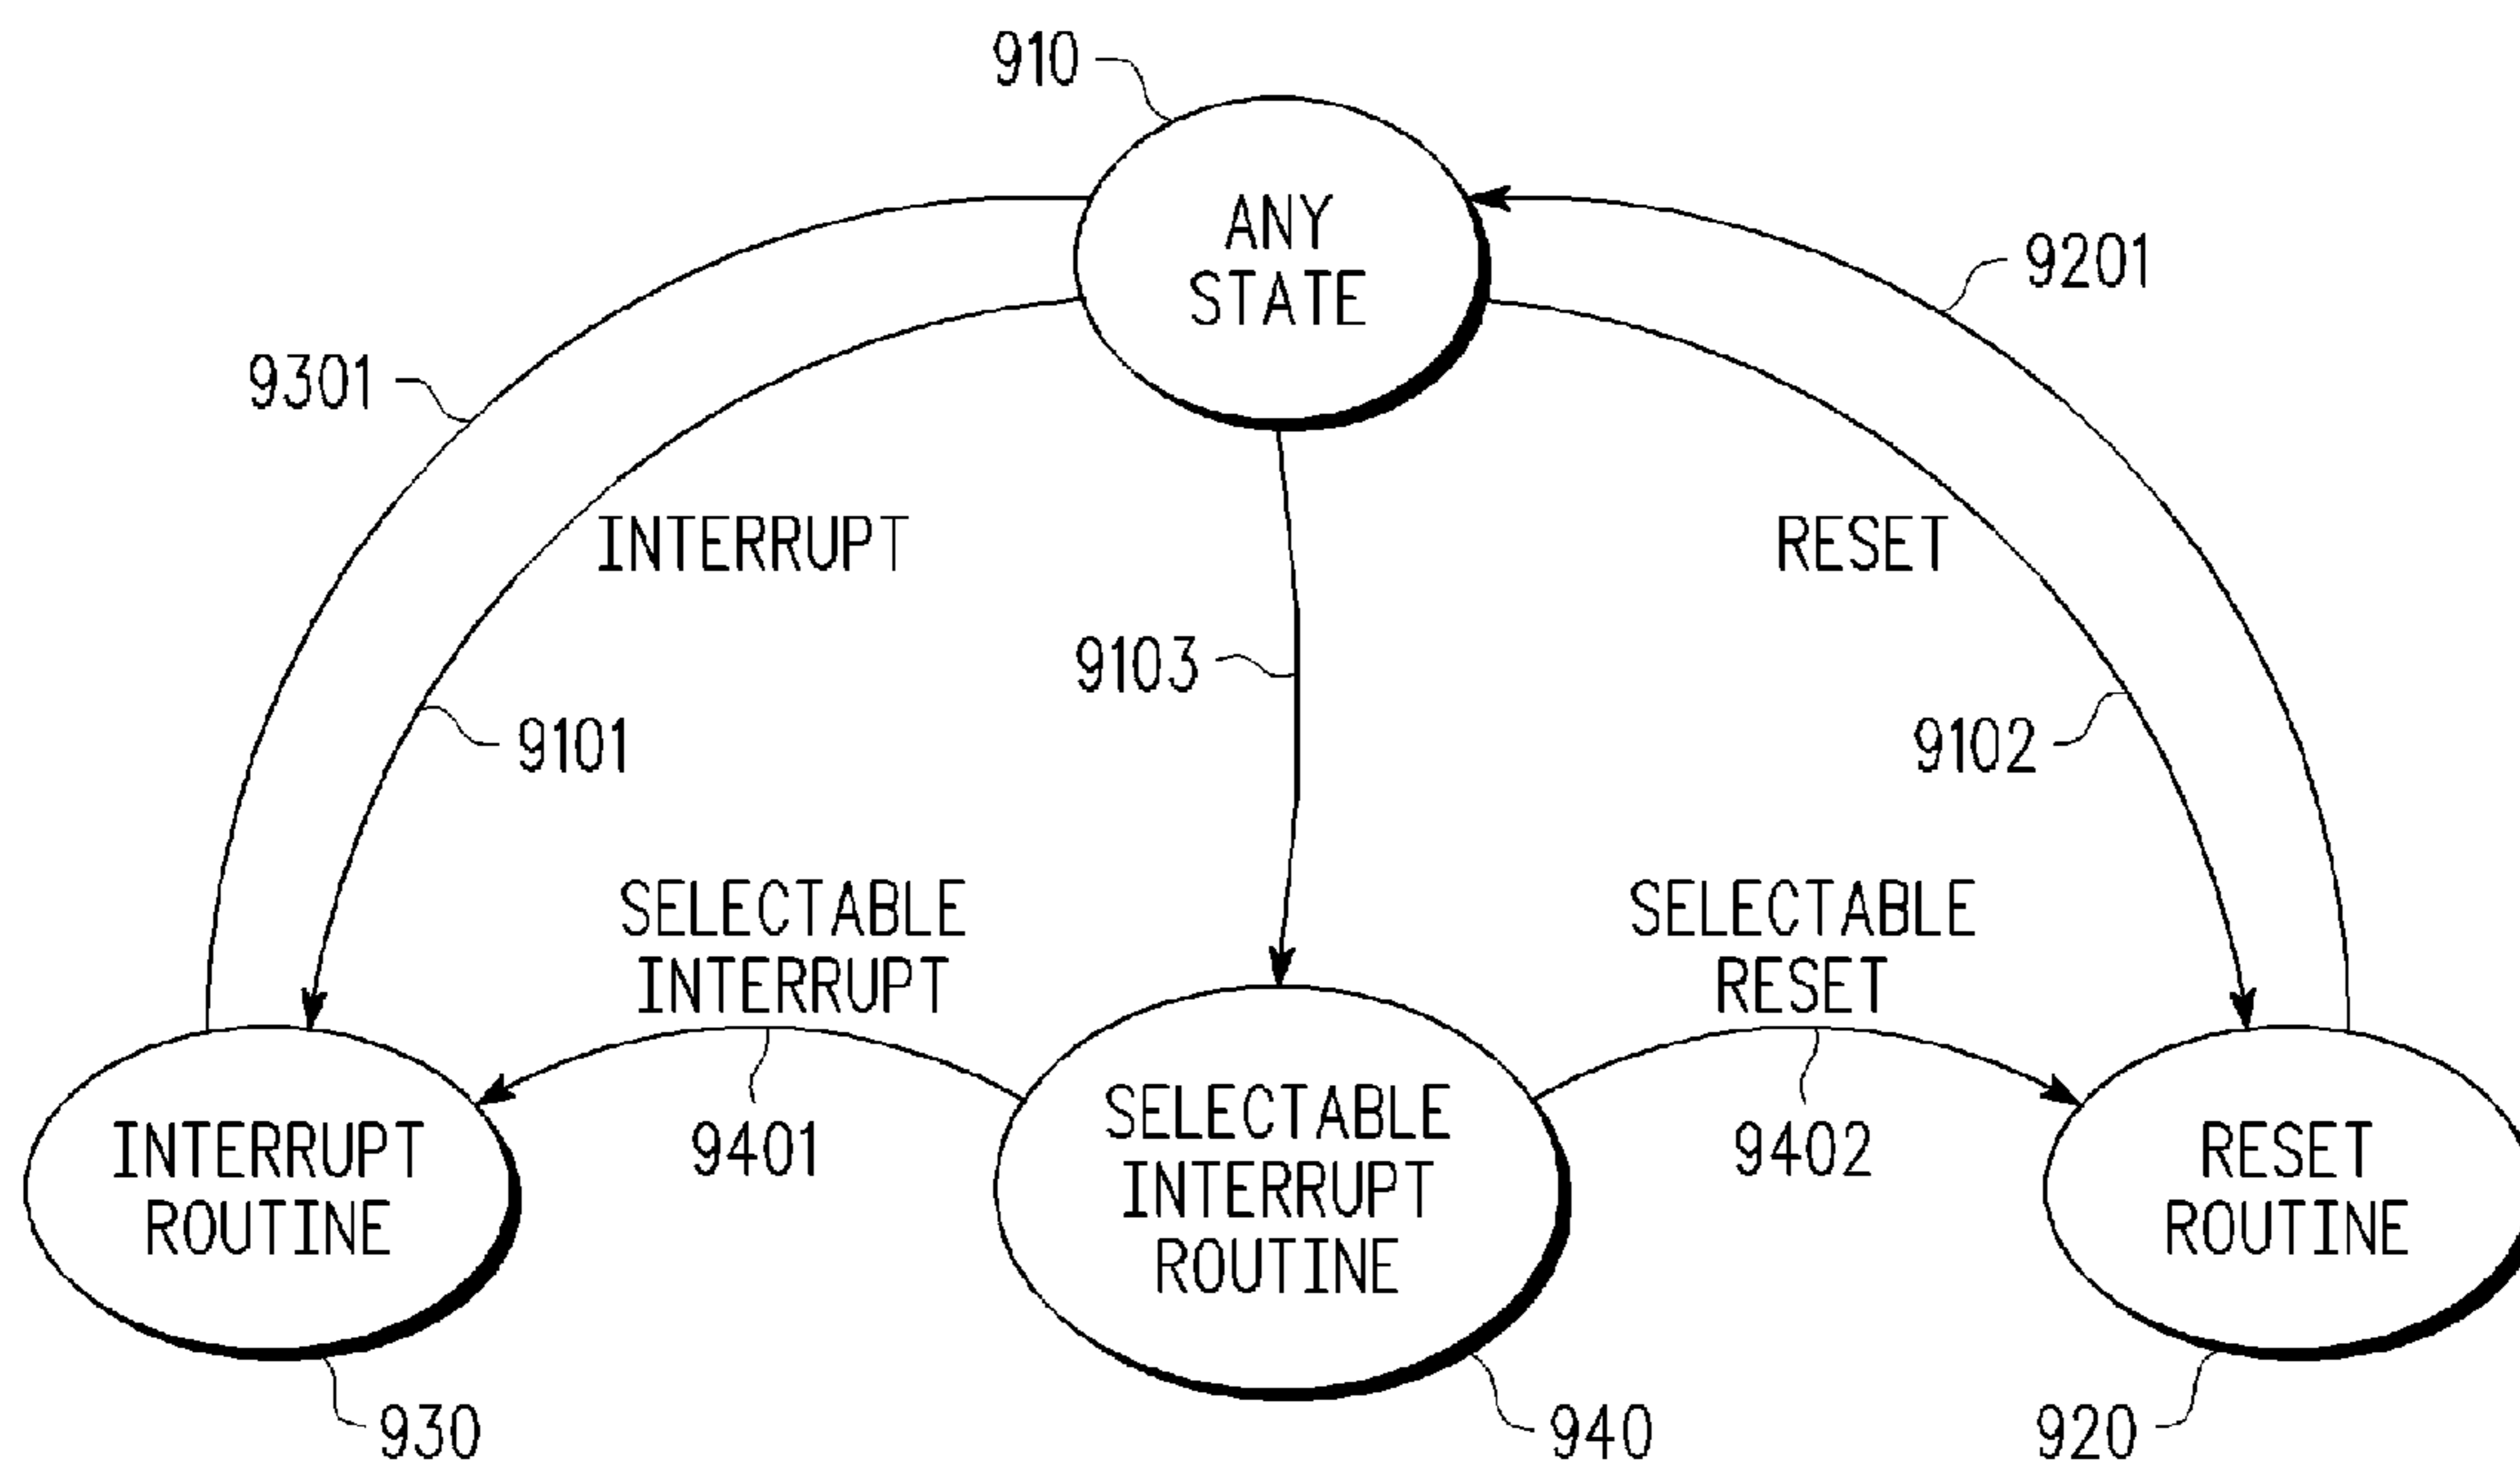 910
ANY
STATE
9201
9301
INTERRUPT
RESET
9103
9101
9102
SELECTABLE
INTERRUPT
SELECTABLE
RESET
9401
9402
INTERRUPT
ROUTINE
SELECTABLE
INTERRUPT
ROUTINE
RESET
ROUTINE
930
940
920